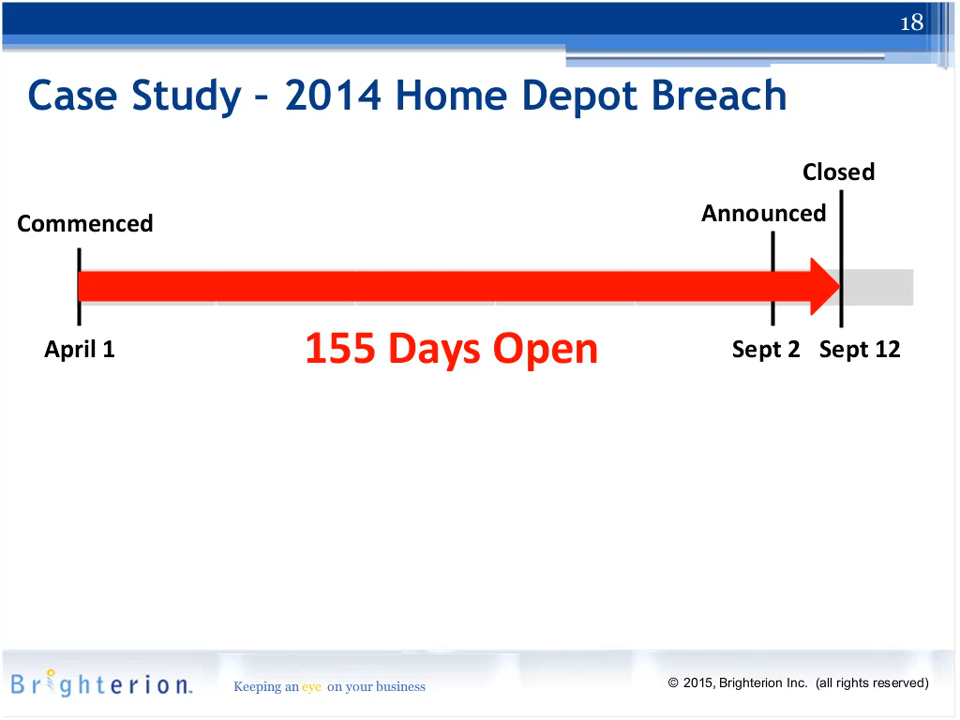 18
Case Study – 2014 Home Depot Breach
Closed
Announced
Commenced
April 1
155 Days Open
Sept 2
Sept 12
Brighterion
Keeping an eye on your business
© 2015, Brighterion Inc. (all rights reserved)